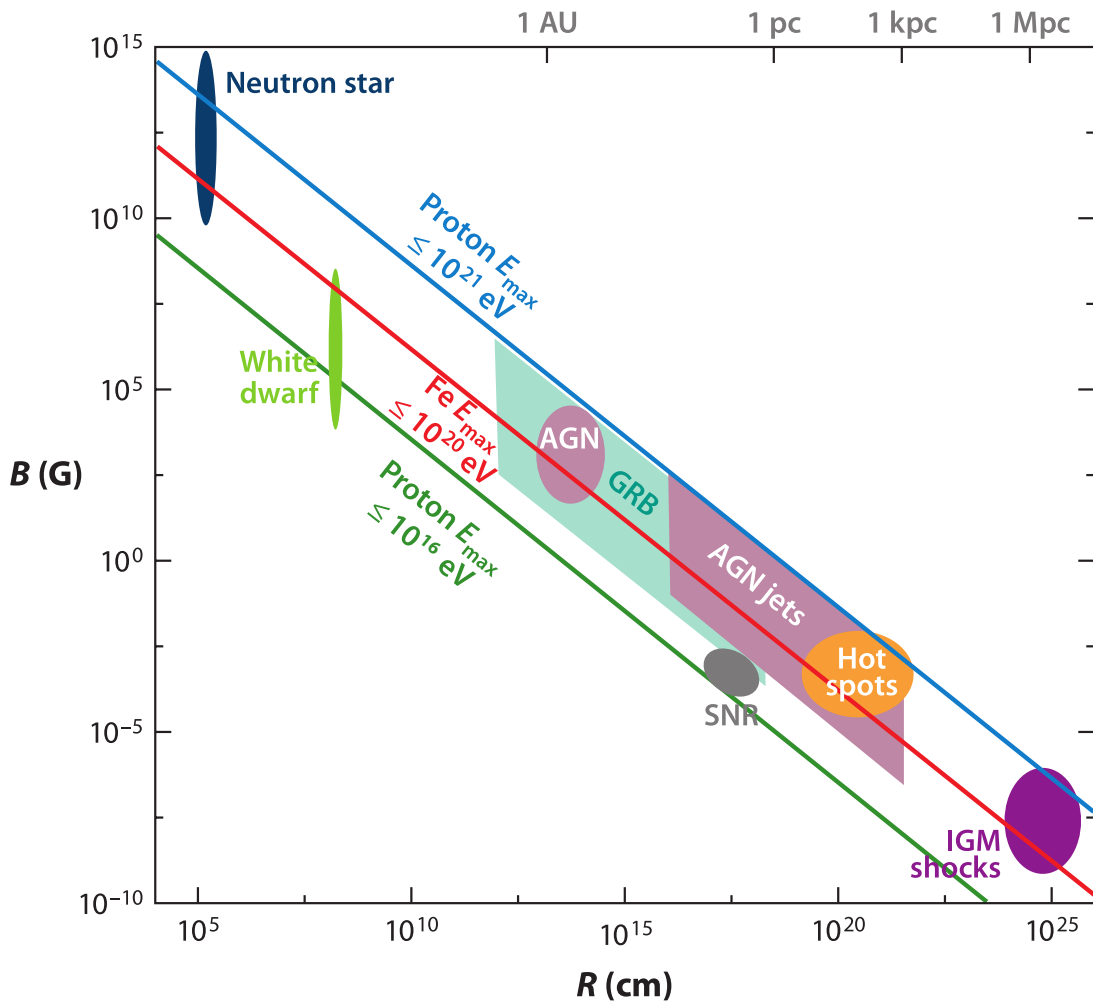 1 AU 1 pc 1 kpc 1 Mpc
10¹⁵
Neutron star
10¹⁰
Proton E_max
≤ 10²¹ eV
White
dwarf
10⁵
Fe E_max
≤ 10²⁰ eV
AGN
GRB
B (G)
Proton E_max
≤ 10¹⁶ eV
10⁰
AGN jets
Hot
spots
SNR
10⁻⁵
IGM
shocks
10⁻¹⁰
10⁵ 10¹⁰ 10¹⁵ 10²⁰ 10²⁵
R (cm)